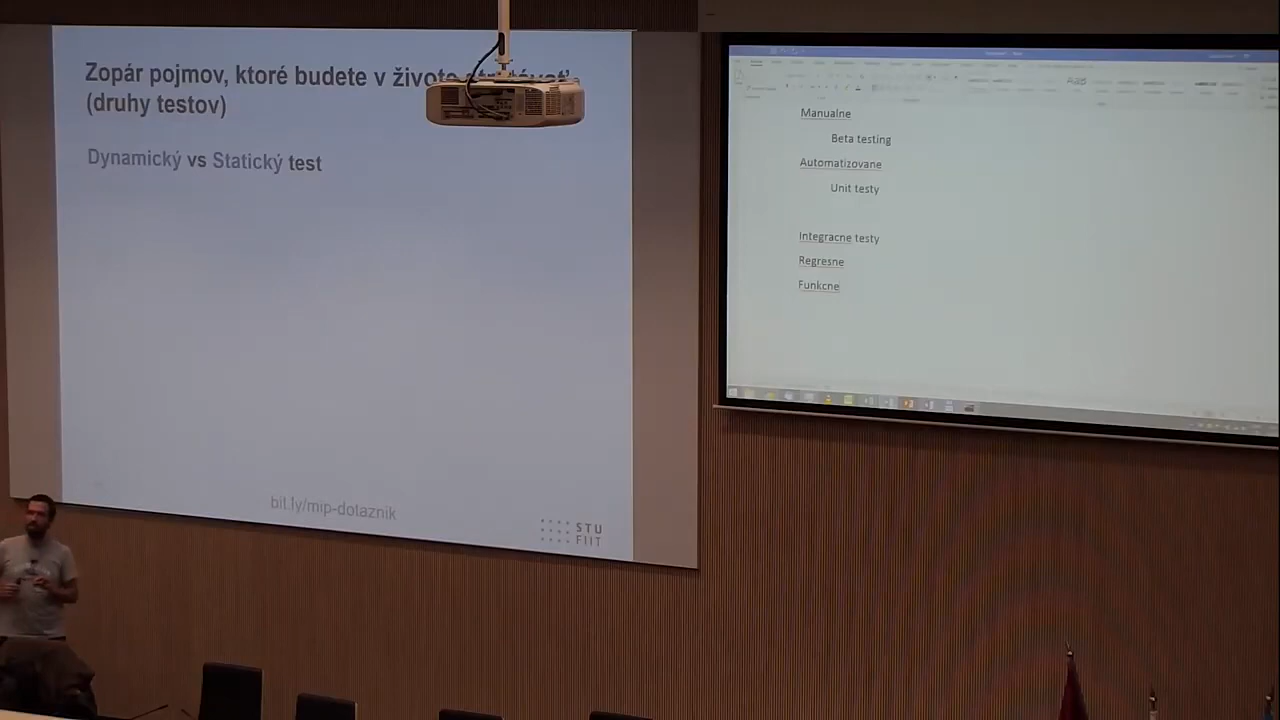 Zopár pojmov, ktoré budete v živote
(druhy testov)
Dynamický vs Statický test
bit.ly/mip-dotaznik
STU
FIIT
Manualne
Beta testing
Automatizovane
Unit testy
Integracne testy
Regresne
Funkcne